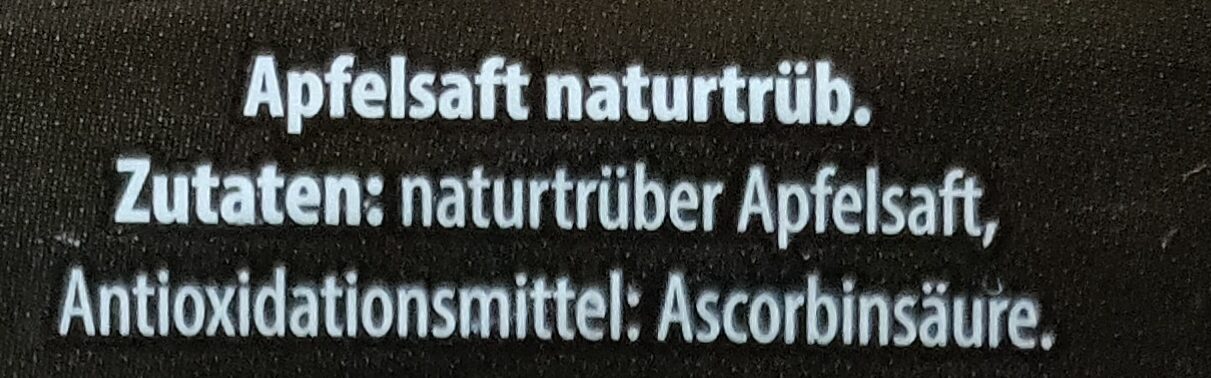 Apfelsaft naturtrüb.
Zutaten: naturtrüber Apfelsaft,
Antioxidationsmittel: Ascorbinsäure.